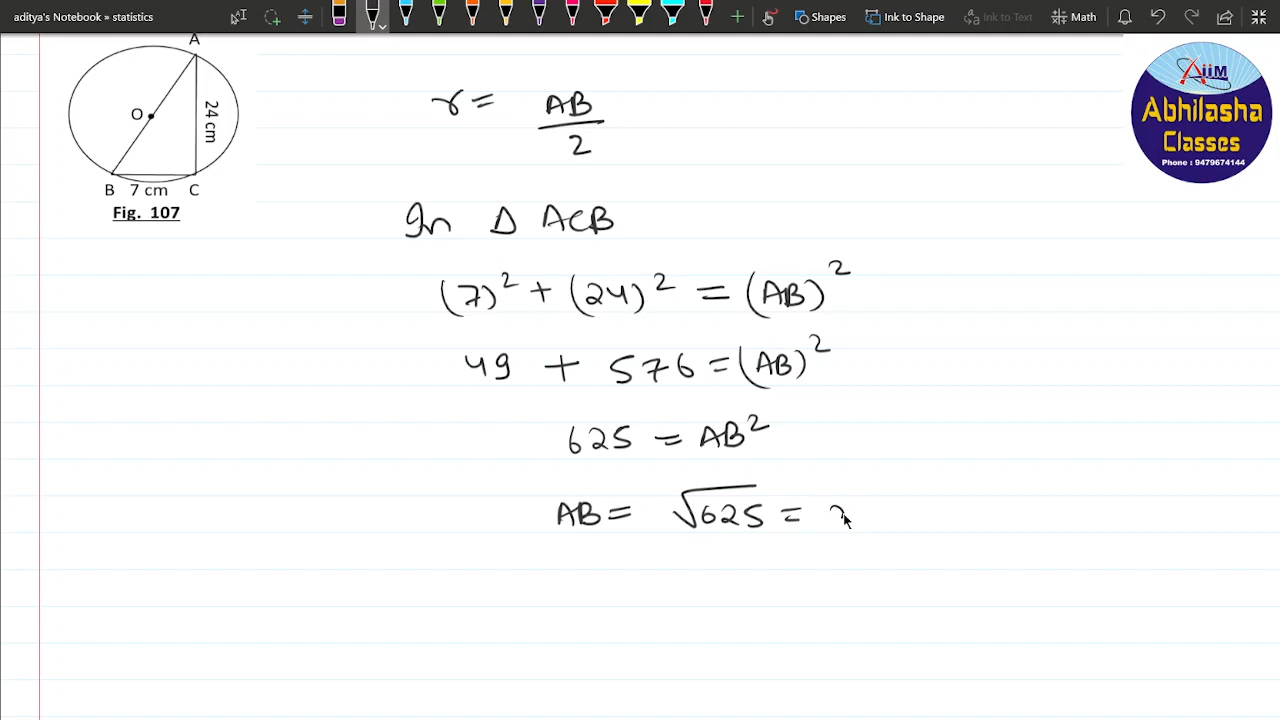 aditya's Notebook » statistics
Shapes
Ink to Shape
Ink to Text
Math
A
O
24 cm
B 7 cm C
Fig. 107
r = AB/2
In Δ ACB
(7)² + (24)² = (AB)²
49 + 576 = (AB)²
625 = AB²
AB = √625 =
AiiM
Abhilasha
Classes
Phone : 9479674144